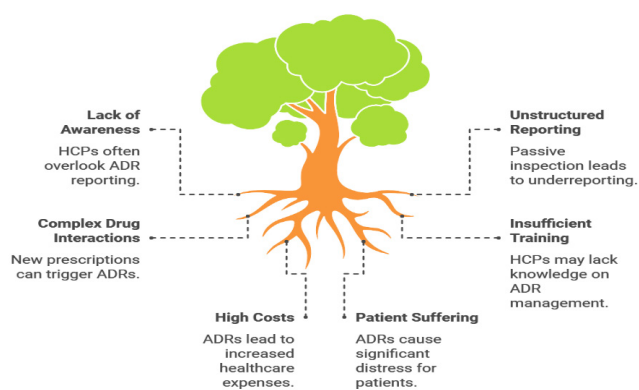 Lack of
Awareness
HCPs often
overlook ADR
reporting.
Unstructured
Reporting
Passive
inspection leads
to underreporting.
Complex Drug
Interactions
New prescriptions
can trigger ADRs.
Insufficient
Training
HCPs may lack
knowledge on
ADR
management.
High Costs
ADRs lead to
increased
healthcare
expenses.
Patient Suffering
ADRs cause
significant
distress for
patients.